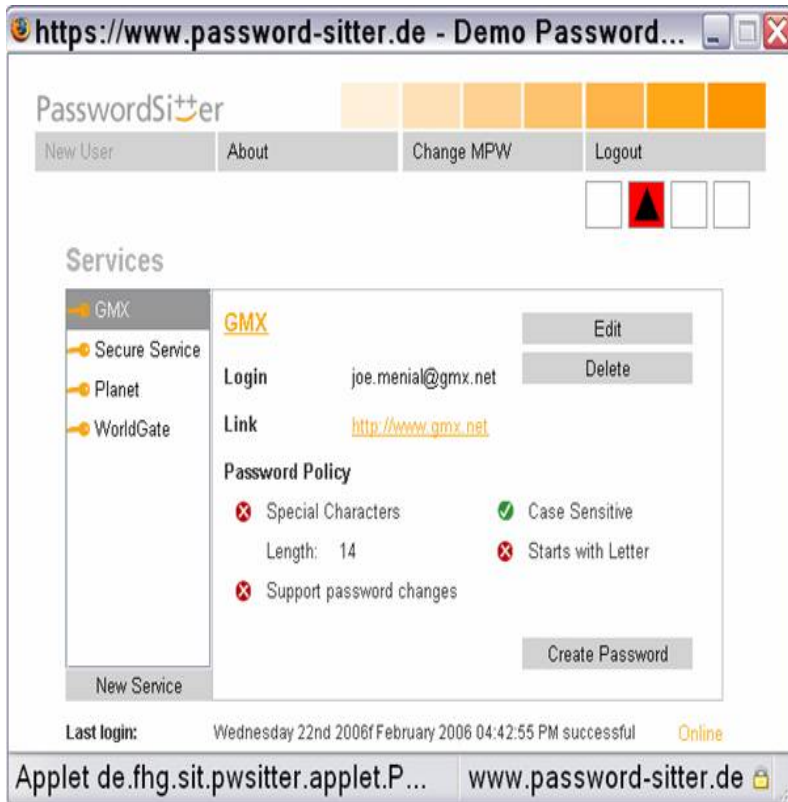 https://www.password-sitter.de - Demo Password...
PasswordSitter
New User About Change MPW Logout
Services
GMX
Secure Service
Planet
WorldGate
New Service
GMX
Edit
Login joe.menial@gmx.net Delete
Link http://www.gmx.net
Password Policy
Special Characters Case Sensitive
Length: 14 Starts with Letter
Support password changes
Create Password
Last login: Wednesday 22nd 2006f February 2006 04:42:55 PM successful Online
Applet de.fhg.sit.pwsitter.applet.P... www.password-sitter.de